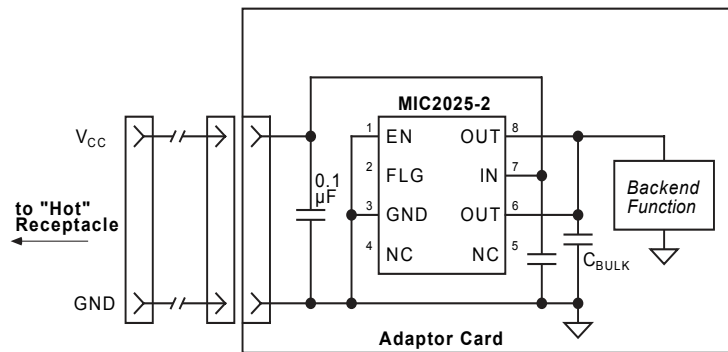 MIC2025-2
V_CC
1 EN OUT 8
2 FLG IN 7
3 GND OUT 6
4 NC NC 5
0.1
µF
Backend
Function
C_BULK
to "Hot"
Receptacle
GND
Adaptor Card